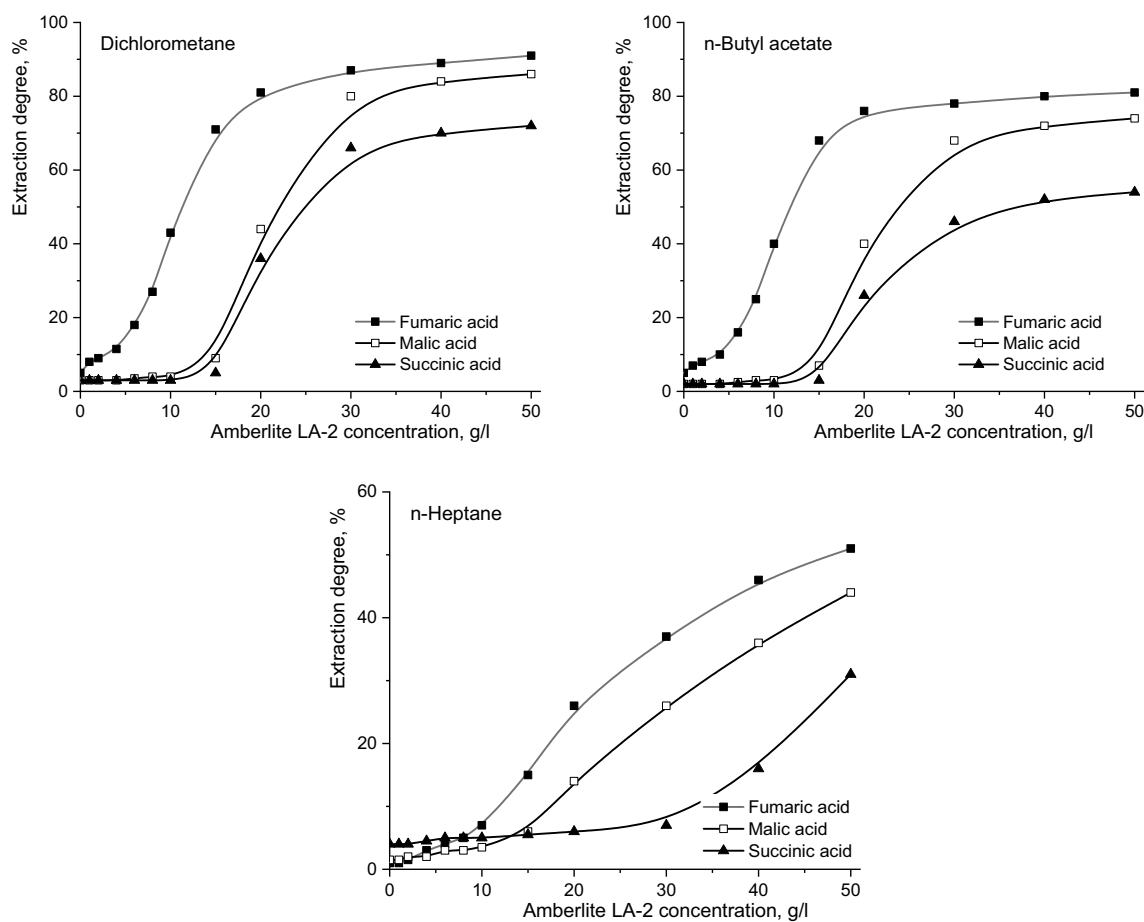 Dichlorometane
Extraction degree, %
100
80
60
40
20
0
Fumaric acid
Malic acid
Succinic acid
0 10 20 30 40 50
Amberlite LA-2 concentration, g/l
n-Butyl acetate
Extraction degree, %
100
80
60
40
20
0
Fumaric acid
Malic acid
Succinic acid
0 10 20 30 40 50
Amberlite LA-2 concentration, g/l
n-Heptane
Extraction degree, %
60
40
20
0
Fumaric acid
Malic acid
Succinic acid
0 10 20 30 40 50
Amberlite LA-2 concentration, g/l